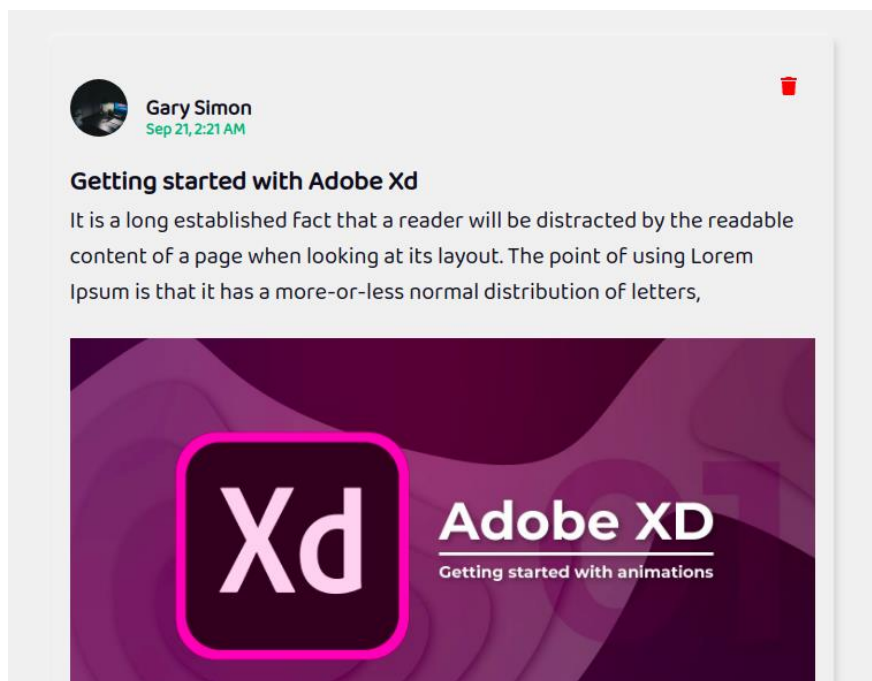 Gary Simon
Sep 21, 2:21 AM
Getting started with Adobe Xd
It is a long established fact that a reader will be distracted by the readable
content of a page when looking at its layout. The point of using Lorem
Ipsum is that it has a more-or-less normal distribution of letters,
01
Xd
Adobe XD
Getting started with animations